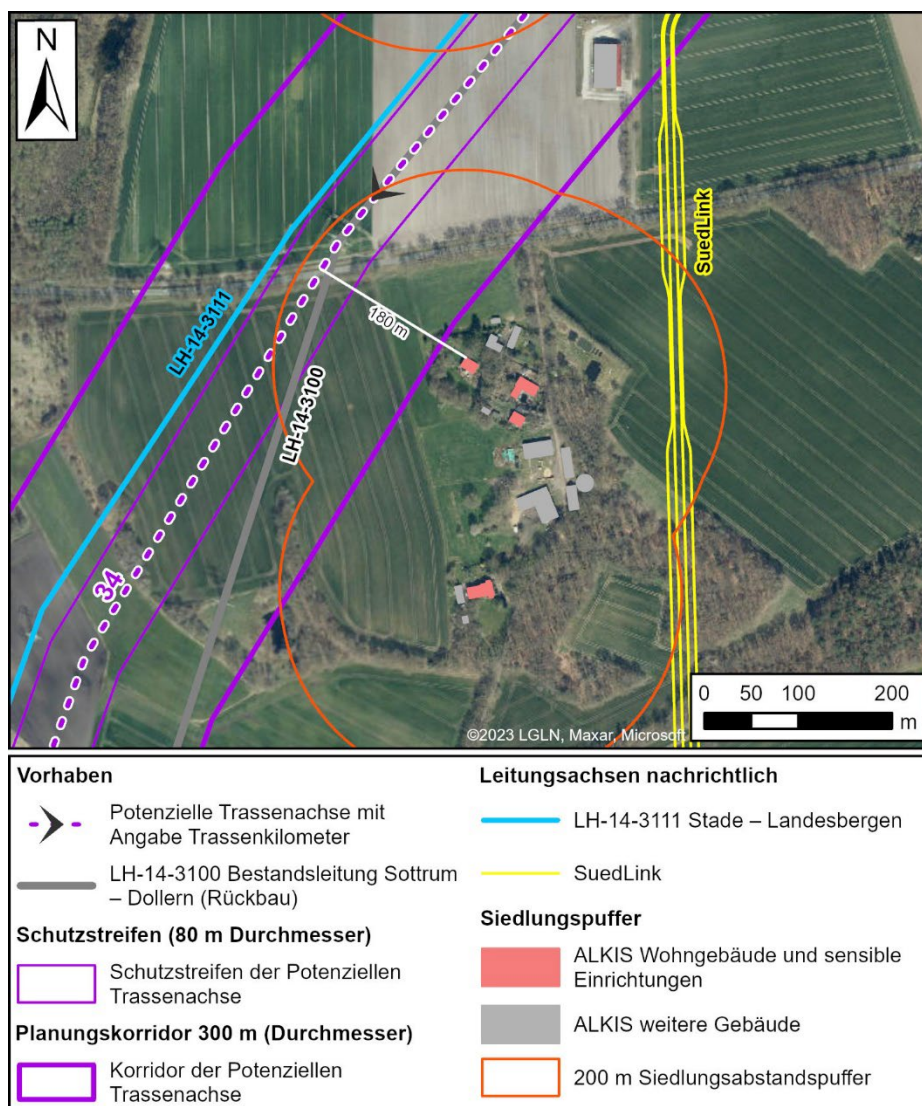 N
LH-14-3111
SuedLink
180 m
LH-14-3100
34
0 50 100 200
m
©2023 LGLN, Maxar, Microsoft
Vorhaben
Potenzielle Trassenachse mit
Angabe Trassenkilometer
LH-14-3100 Bestandsleitung Sottrum
– Dollern (Rückbau)
Schutzstreifen (80 m Durchmesser)
Schutzstreifen der Potenziellen
Trassenachse
Planungskorridor 300 m (Durchmesser)
Korridor der Potenziellen
Trassenachse
Leitungsachsen nachrichtlich
LH-14-3111 Stade – Landesbergen
SuedLink
Siedlungspuffer
ALKIS Wohngebäude und sensible
Einrichtungen
ALKIS weitere Gebäude
200 m Siedlungsabstandspuffer